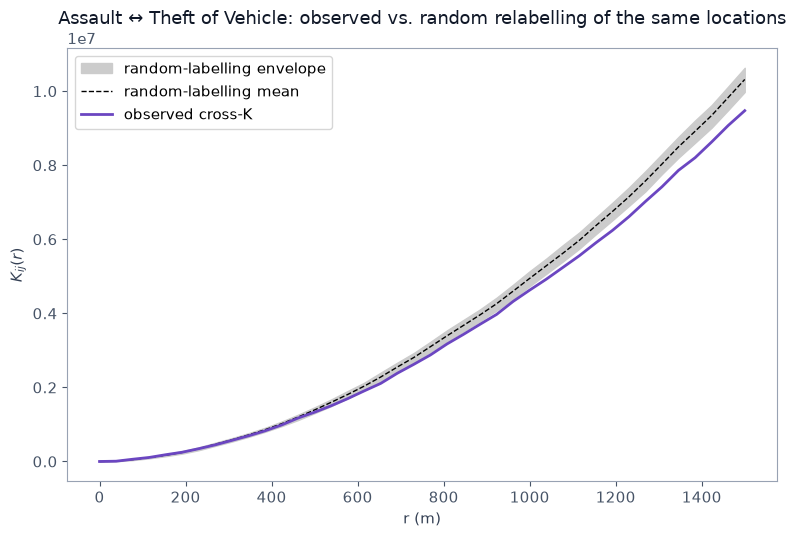 Assault ↔ Theft of Vehicle: observed vs. random relabelling of the same locations
1e7
random-labelling envelope
random-labelling mean
observed cross-K
1.0
0.8
0.6
0.4
0.2
0.0
K_{ij}(r)
0 200 400 600 800 1000 1200 1400
r (m)